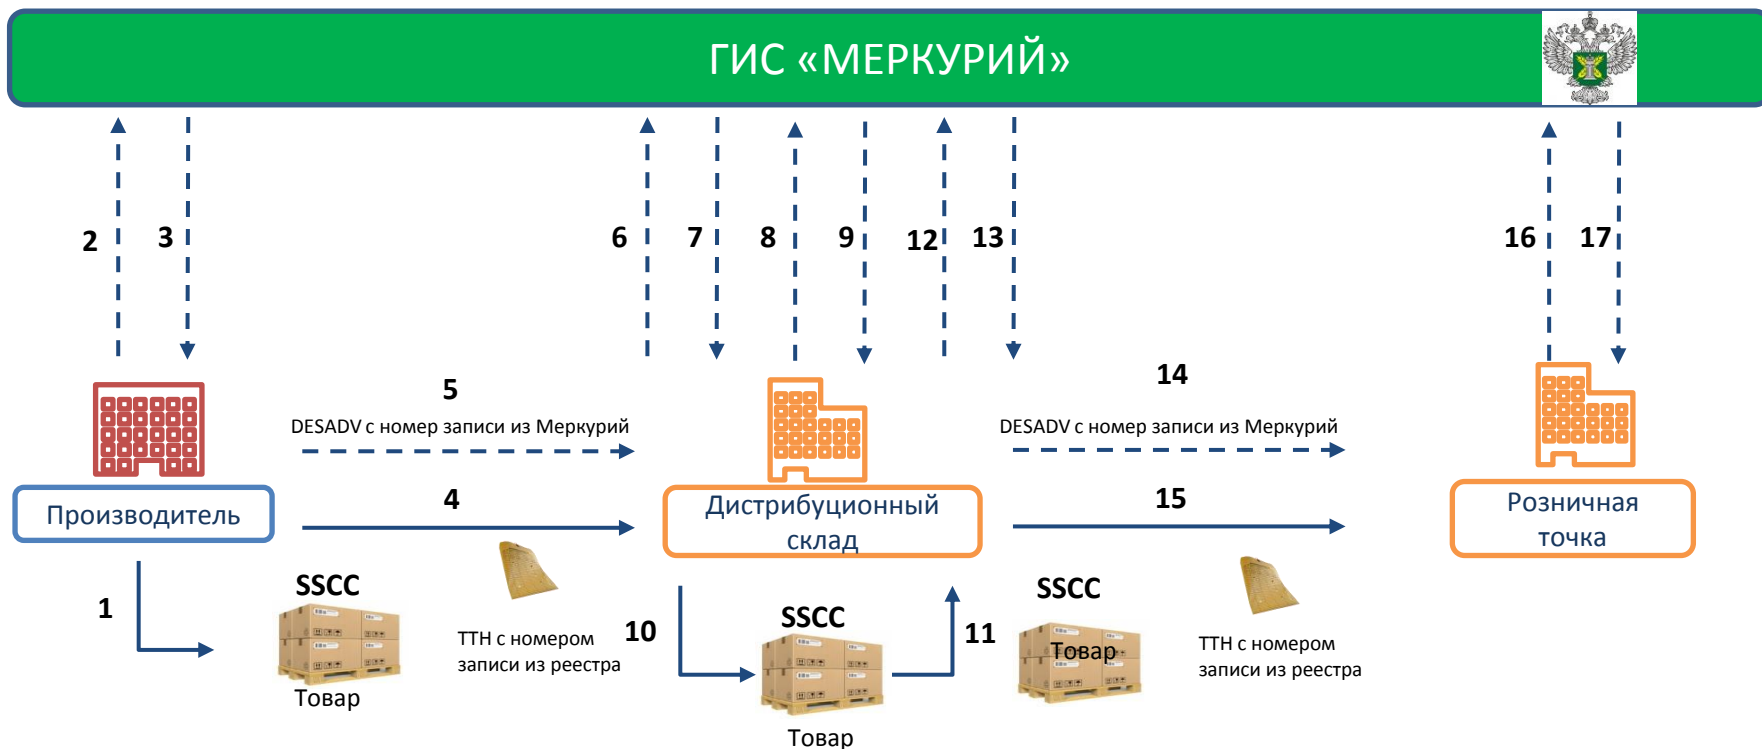 ГИС «МЕРКУРИЙ»
2
3
6
7
8
9
12
13
16
17
5
DESADV с номер записи из Меркурий
14
DESADV с номер записи из Меркурий
Производитель
4
Дистрибуционный
склад
15
Розничная
точка
1
SSCC
Товар
ТТН с номером
записи из реестра
10
SSCC
Товар
11
SSCC
Товар
ТТН с номером
записи из реестра